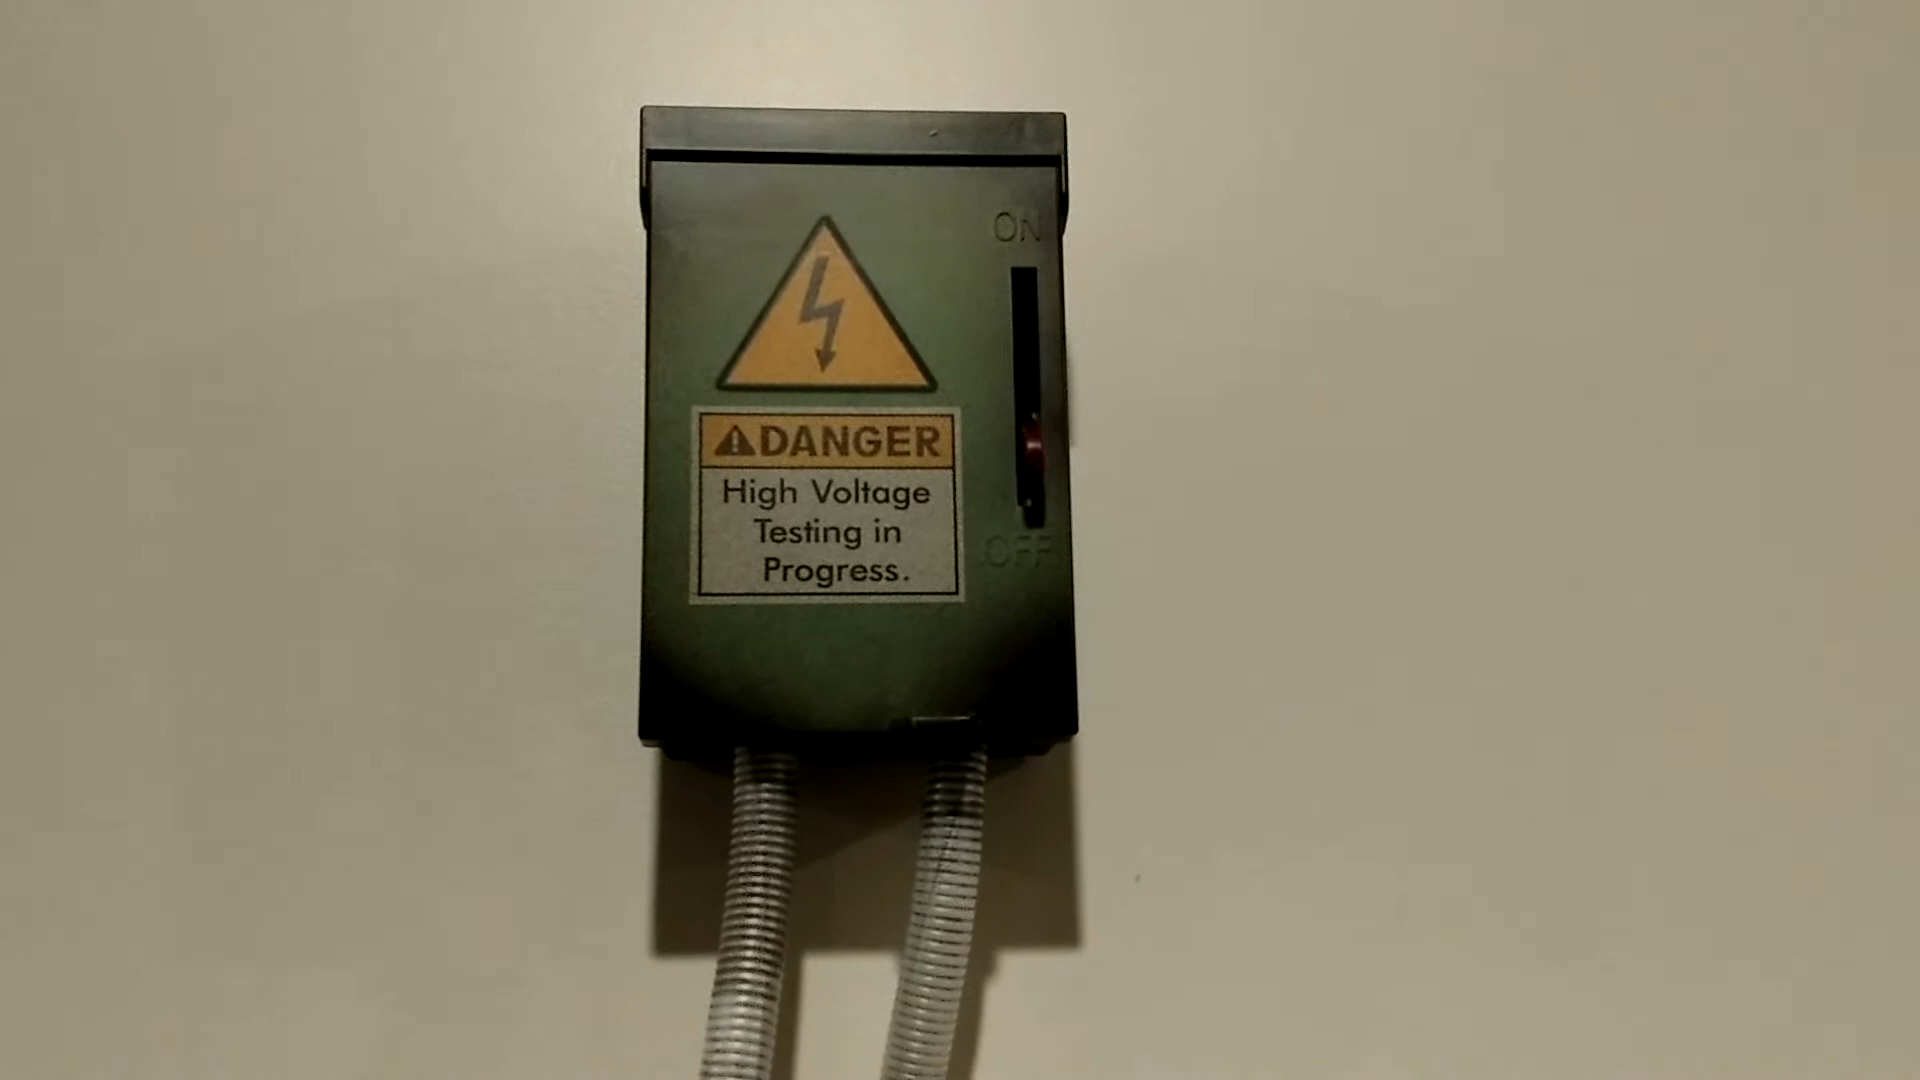 ON
DANGER
High Voltage
Testing in
Progress.
OFF